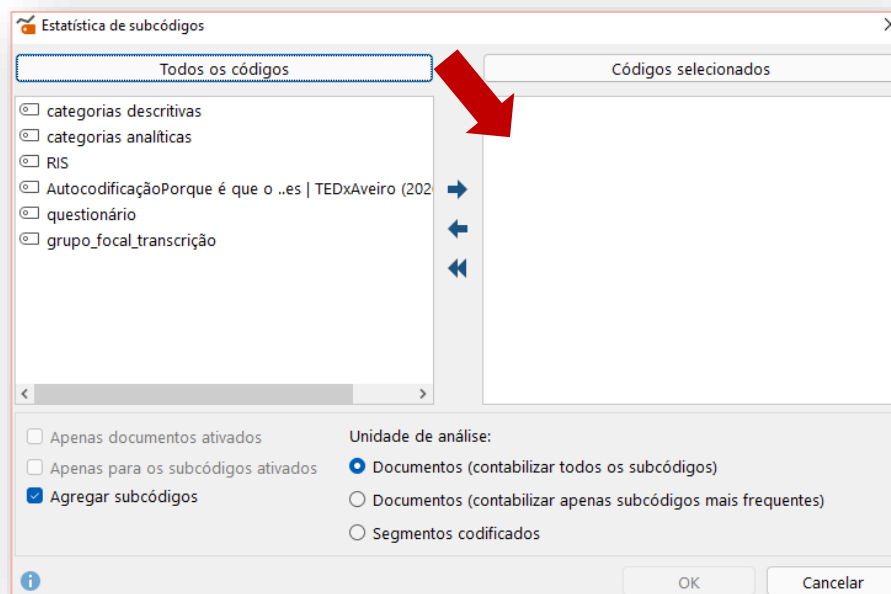 Estatística de subcódigos
Todos os códigos
Códigos selecionados
categorias descritivas
categorias analíticas
RIS
AutocodificaçãoPorque é que o ..es | TEDxAveiro (202
questionário
grupo_focal_transcrição
Apenas documentos ativados
Apenas para os subcódigos ativados
Agregar subcódigos
Unidade de análise:
Documentos (contabilizar todos os subcódigos)
Documentos (contabilizar apenas subcódigos mais frequentes)
Segmentos codificados
OK
Cancelar